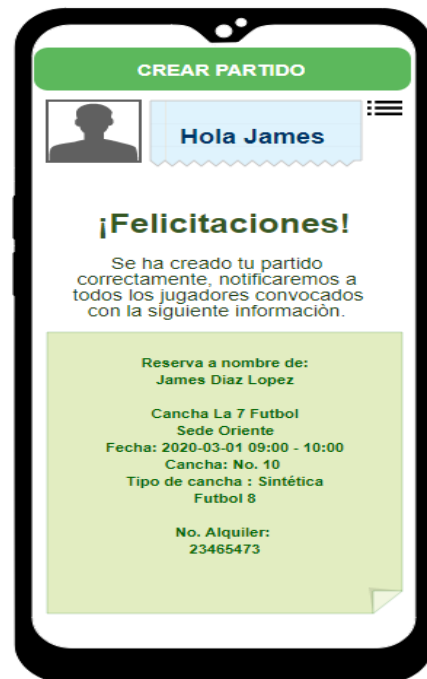 CREAR PARTIDO
Hola James
¡Felicitaciones!
Se ha creado tu partido
correctamente, notificaremos a
todos los jugadores convocados
con la siguiente informaciòn.
Reserva a nombre de:
James Diaz Lopez
Cancha La 7 Futbol
Sede Oriente
Fecha: 2020-03-01 09:00 - 10:00
Cancha: No. 10
Tipo de cancha : Sintética
Futbol 8
No. Alquiler:
23465473